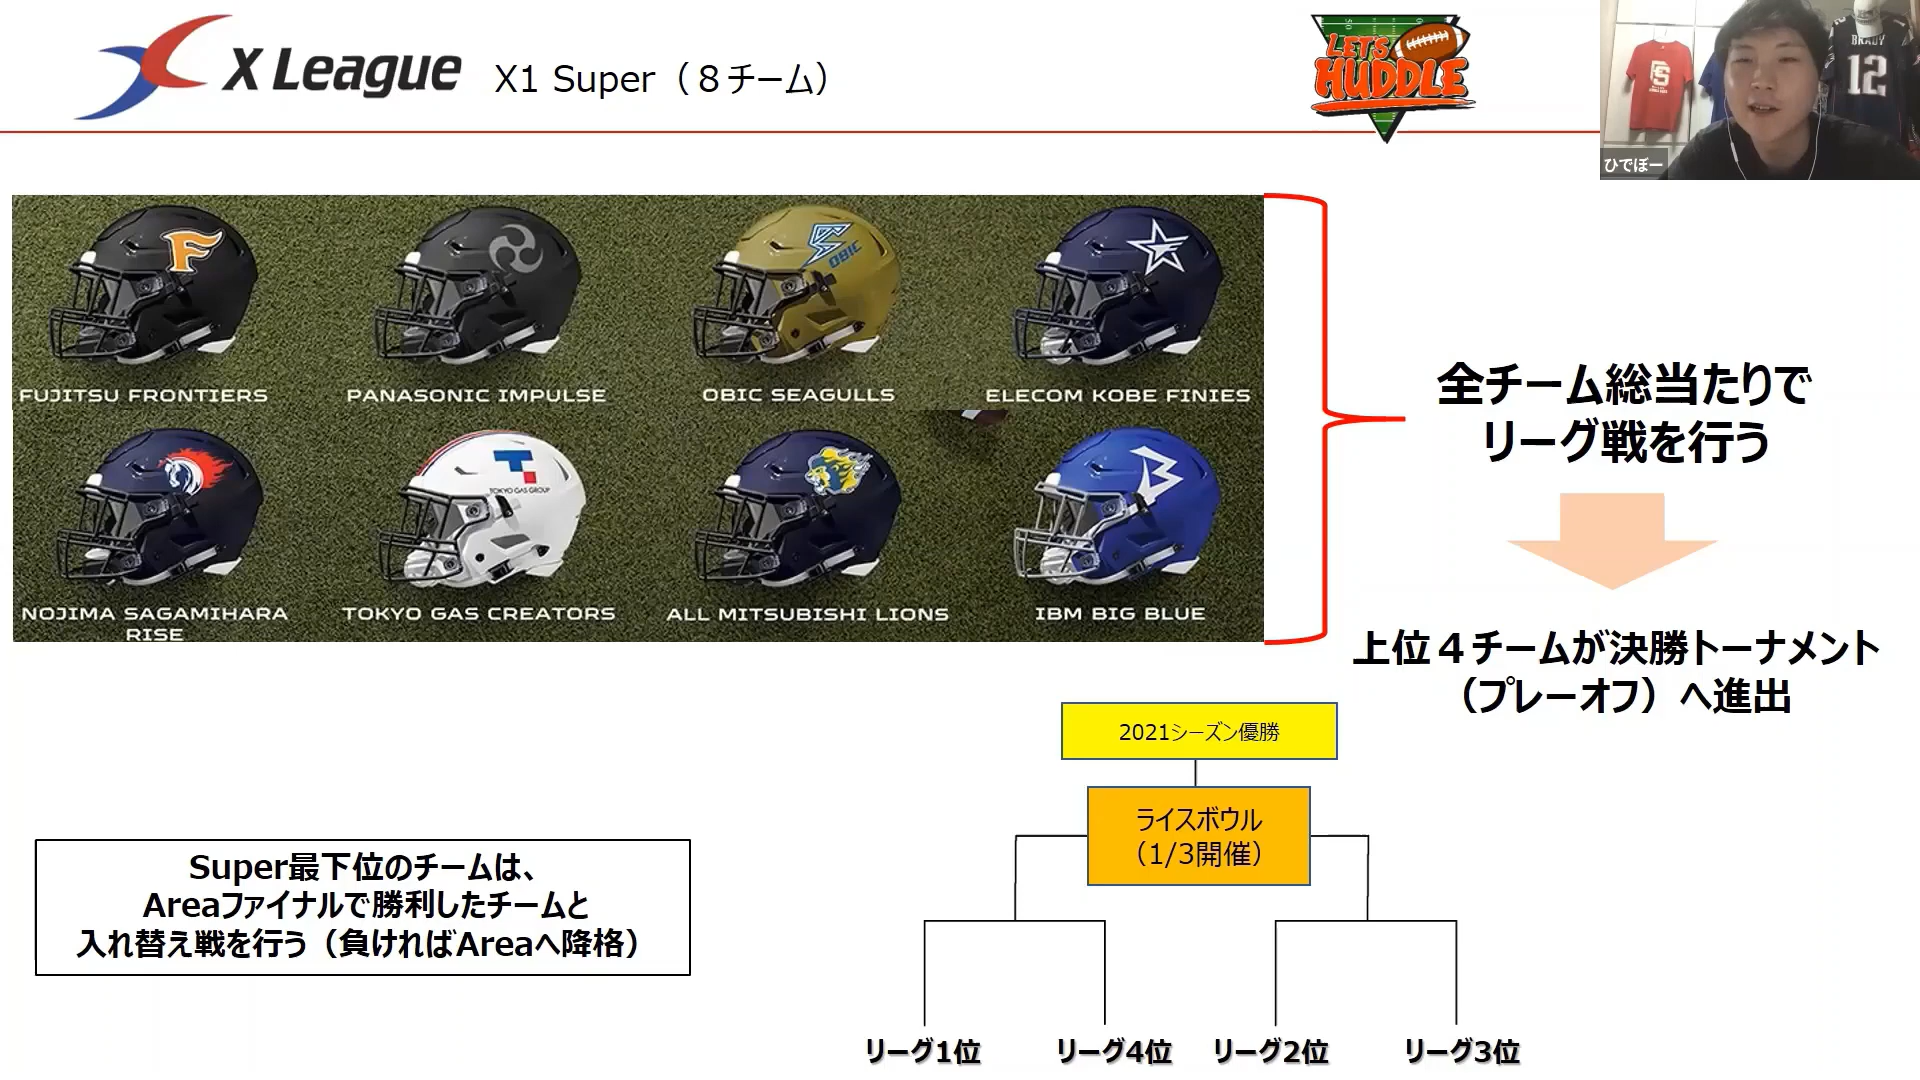 X League
X1 Super（８チーム）
LET'S
HUDDLE
BRADY
12
ひでぼー
OBIC
FUJITSU FRONTIERS
PANASONIC IMPULSE
OBIC SEAGULLS
ELECOM KOBE FINIES
TOKYO GAS GROUP
NOJIMA SAGAMIHARA
RISE
TOKYO GAS CREATORS
ALL MITSUBISHI LIONS
IBM BIG BLUE
全チーム総当たりで
リーグ戦を行う
上位４チームが決勝トーナメント
（プレーオフ）へ進出
2021シーズン優勝
ライスボウル
（1/3開催）
リーグ1位
リーグ4位
リーグ2位
リーグ3位
Super最下位のチームは、
Areaファイナルで勝利したチームと
入れ替え戦を行う（負ければAreaへ降格）